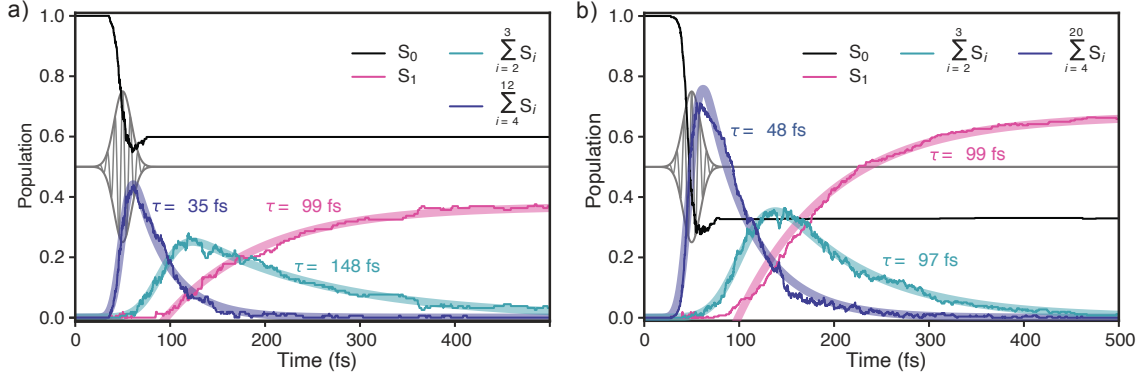 a)
1.0
0.8
0.6
0.4
0.2
0.0
Population
0
100
200
300
400
Time (fs)
S0
S1
3
∑ Si
i = 2
12
∑ Si
i = 4
τ = 35 fs
τ = 99 fs
τ = 148 fs
b)
1.0
0.8
0.6
0.4
0.2
0.0
Population
0
100
200
300
400
500
Time (fs)
S0
S1
3
∑ Si
i = 2
20
∑ Si
i = 4
τ = 48 fs
τ = 99 fs
τ = 97 fs